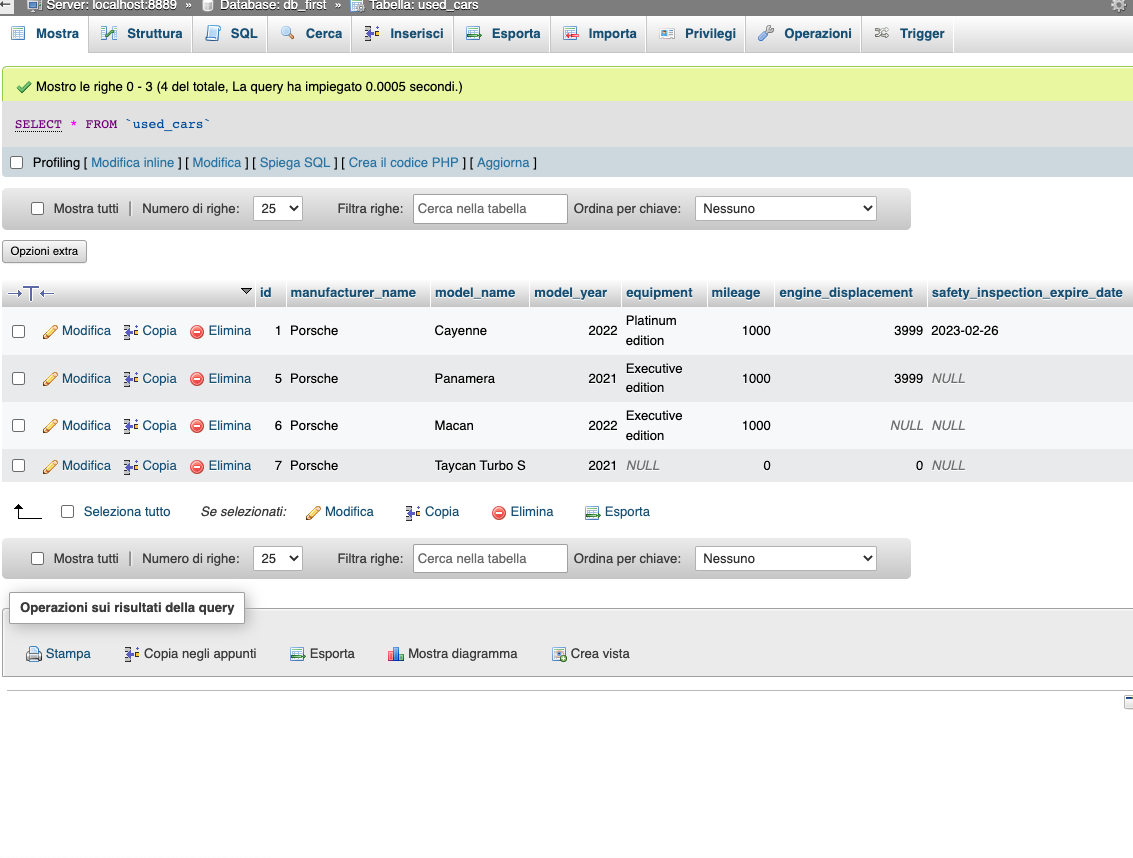 Server: localhost:8889 » Database: db_first » Tabella: used_cars
Mostra Struttura SQL Cerca Inserisci Esporta Importa Privilegi Operazioni Trigger
Mostro le righe 0 - 3 (4 del totale, La query ha impiegato 0.0005 secondi.)
SELECT * FROM `used_cars`
Profiling [ Modifica inline ] [ Modifica ] [ Spiega SQL ] [ Crea il codice PHP ] [ Aggiorna ]
Mostra tutti | Numero di righe: 25 Filtra righe: Cerca nella tabella Ordina per chiave: Nessuno
Opzioni extra
id manufacturer_name model_name model_year equipment mileage engine_displacement safety_inspection_expire_date
Modifica Copia Elimina 1 Porsche Cayenne 2022 Platinum edition 1000 3999 2023-02-26
Modifica Copia Elimina 5 Porsche Panamera 2021 Executive edition 1000 3999 NULL
Modifica Copia Elimina 6 Porsche Macan 2022 Executive edition 1000 NULL NULL
Modifica Copia Elimina 7 Porsche Taycan Turbo S 2021 NULL 0 0 NULL
Seleziona tutto Se selezionati: Modifica Copia Elimina Esporta
Mostra tutti | Numero di righe: 25 Filtra righe: Cerca nella tabella Ordina per chiave: Nessuno
Operazioni sui risultati della query
Stampa Copia negli appunti Esporta Mostra diagramma Crea vista